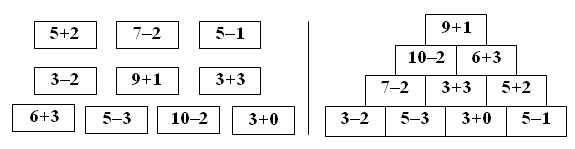 5+2 7–2 5–1
3–2 9+1 3+3
6+3 5–3 10–2 3+0
9+1
10–2 6+3
7–2 3+3 5+2
3–2 5–3 3+0 5–1